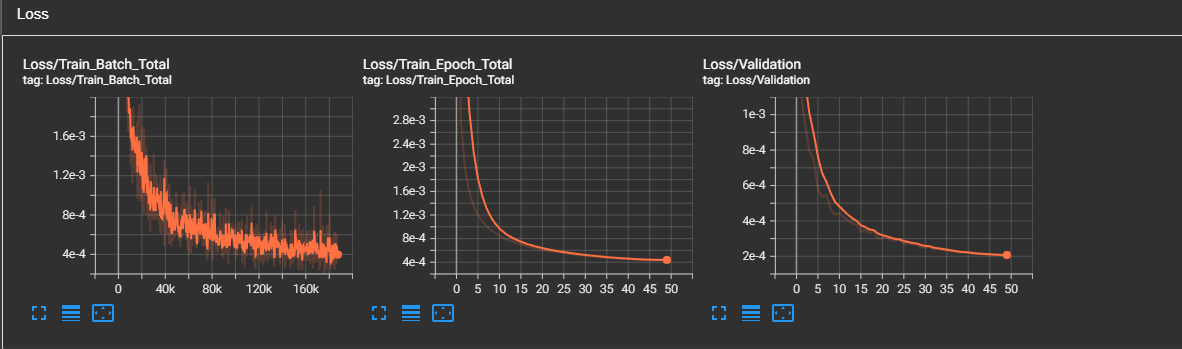 Loss
Loss/Train_Batch_Total
tag: Loss/Train_Batch_Total
1.6e-3
1.2e-3
8e-4
4e-4
0 40k 80k 120k 160k
Loss/Train_Epoch_Total
tag: Loss/Train_Epoch_Total
2.8e-3
2.4e-3
2e-3
1.6e-3
1.2e-3
8e-4
4e-4
0 5 10 15 20 25 30 35 40 45 50
Loss/Validation
tag: Loss/Validation
1e-3
8e-4
6e-4
4e-4
2e-4
0 5 10 15 20 25 30 35 40 45 50